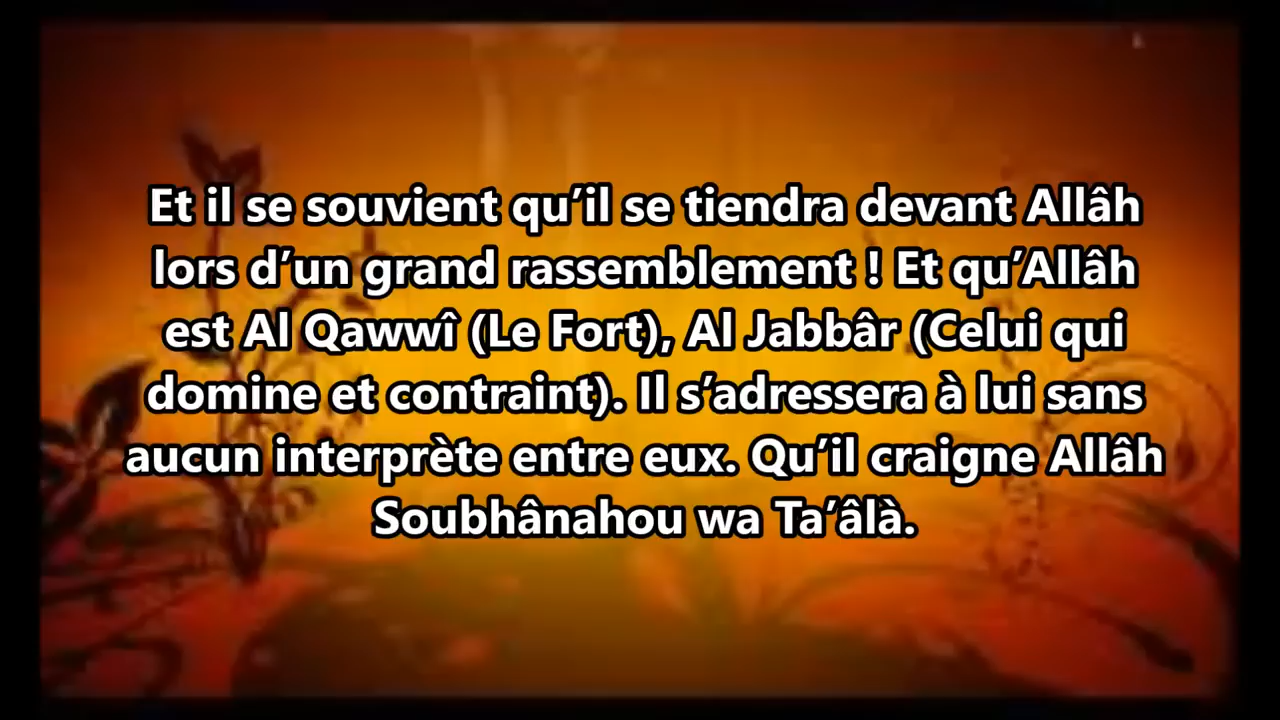 Et il se souvient qu’il se tiendra devant Allâh
lors d’un grand rassemblement ! Et qu’Allâh
est Al Qawwî (Le Fort), Al Jabbâr (Celui qui
domine et contraint). Il s’adressera à lui sans
aucun interprète entre eux. Qu’il craigne Allâh
Soubhânahou wa Ta’âlà.